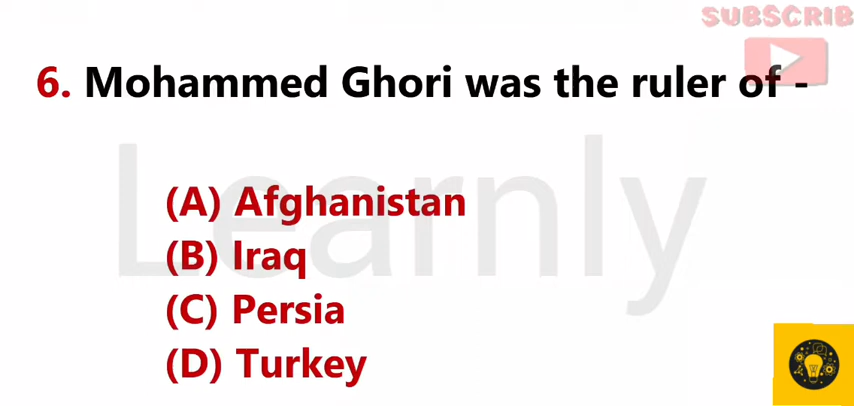 SUBSCRIB
6. Mohammed Ghori was the ruler of -
Learnly
(A) Afghanistan
(B) Iraq
(C) Persia
(D) Turkey